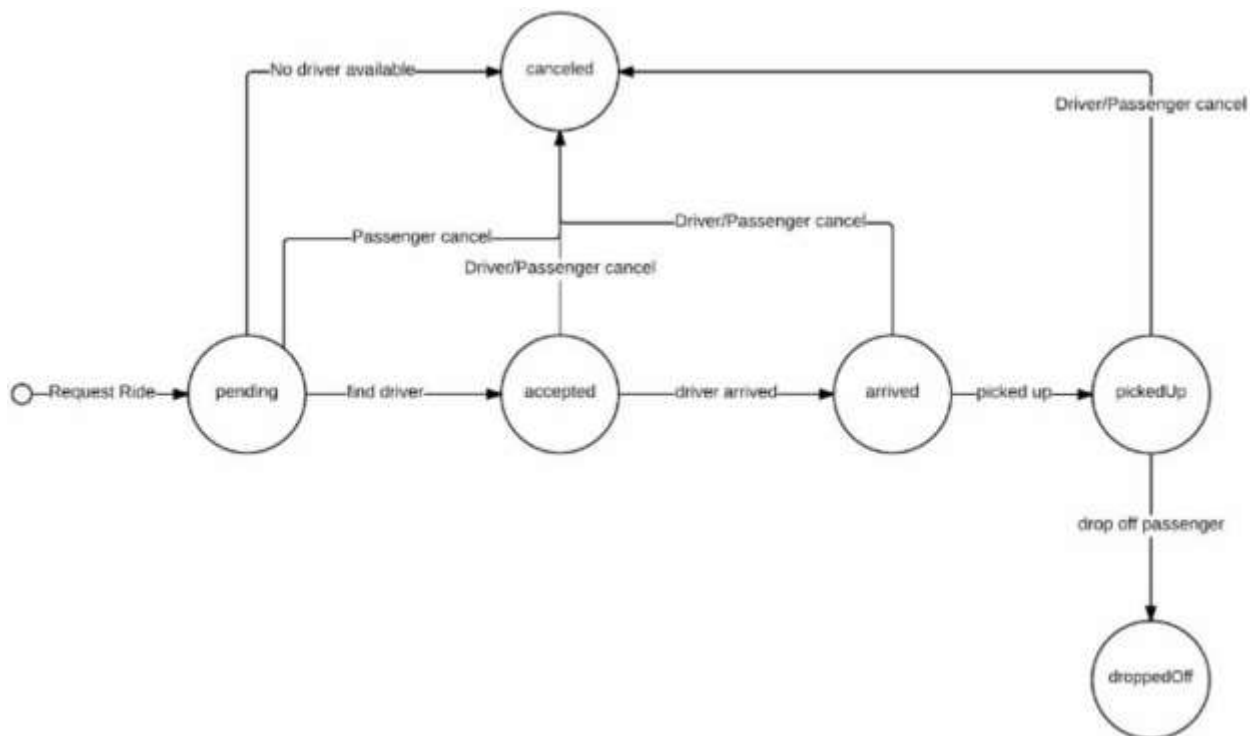 No driver available
canceled
Driver/Passenger cancel
Passenger cancel
Driver/Passenger cancel
Driver/Passenger cancel
Request Ride
pending
find driver
accepted
driver arrived
arrived
picked up
pickedUp
drop off passenger
droppedOff